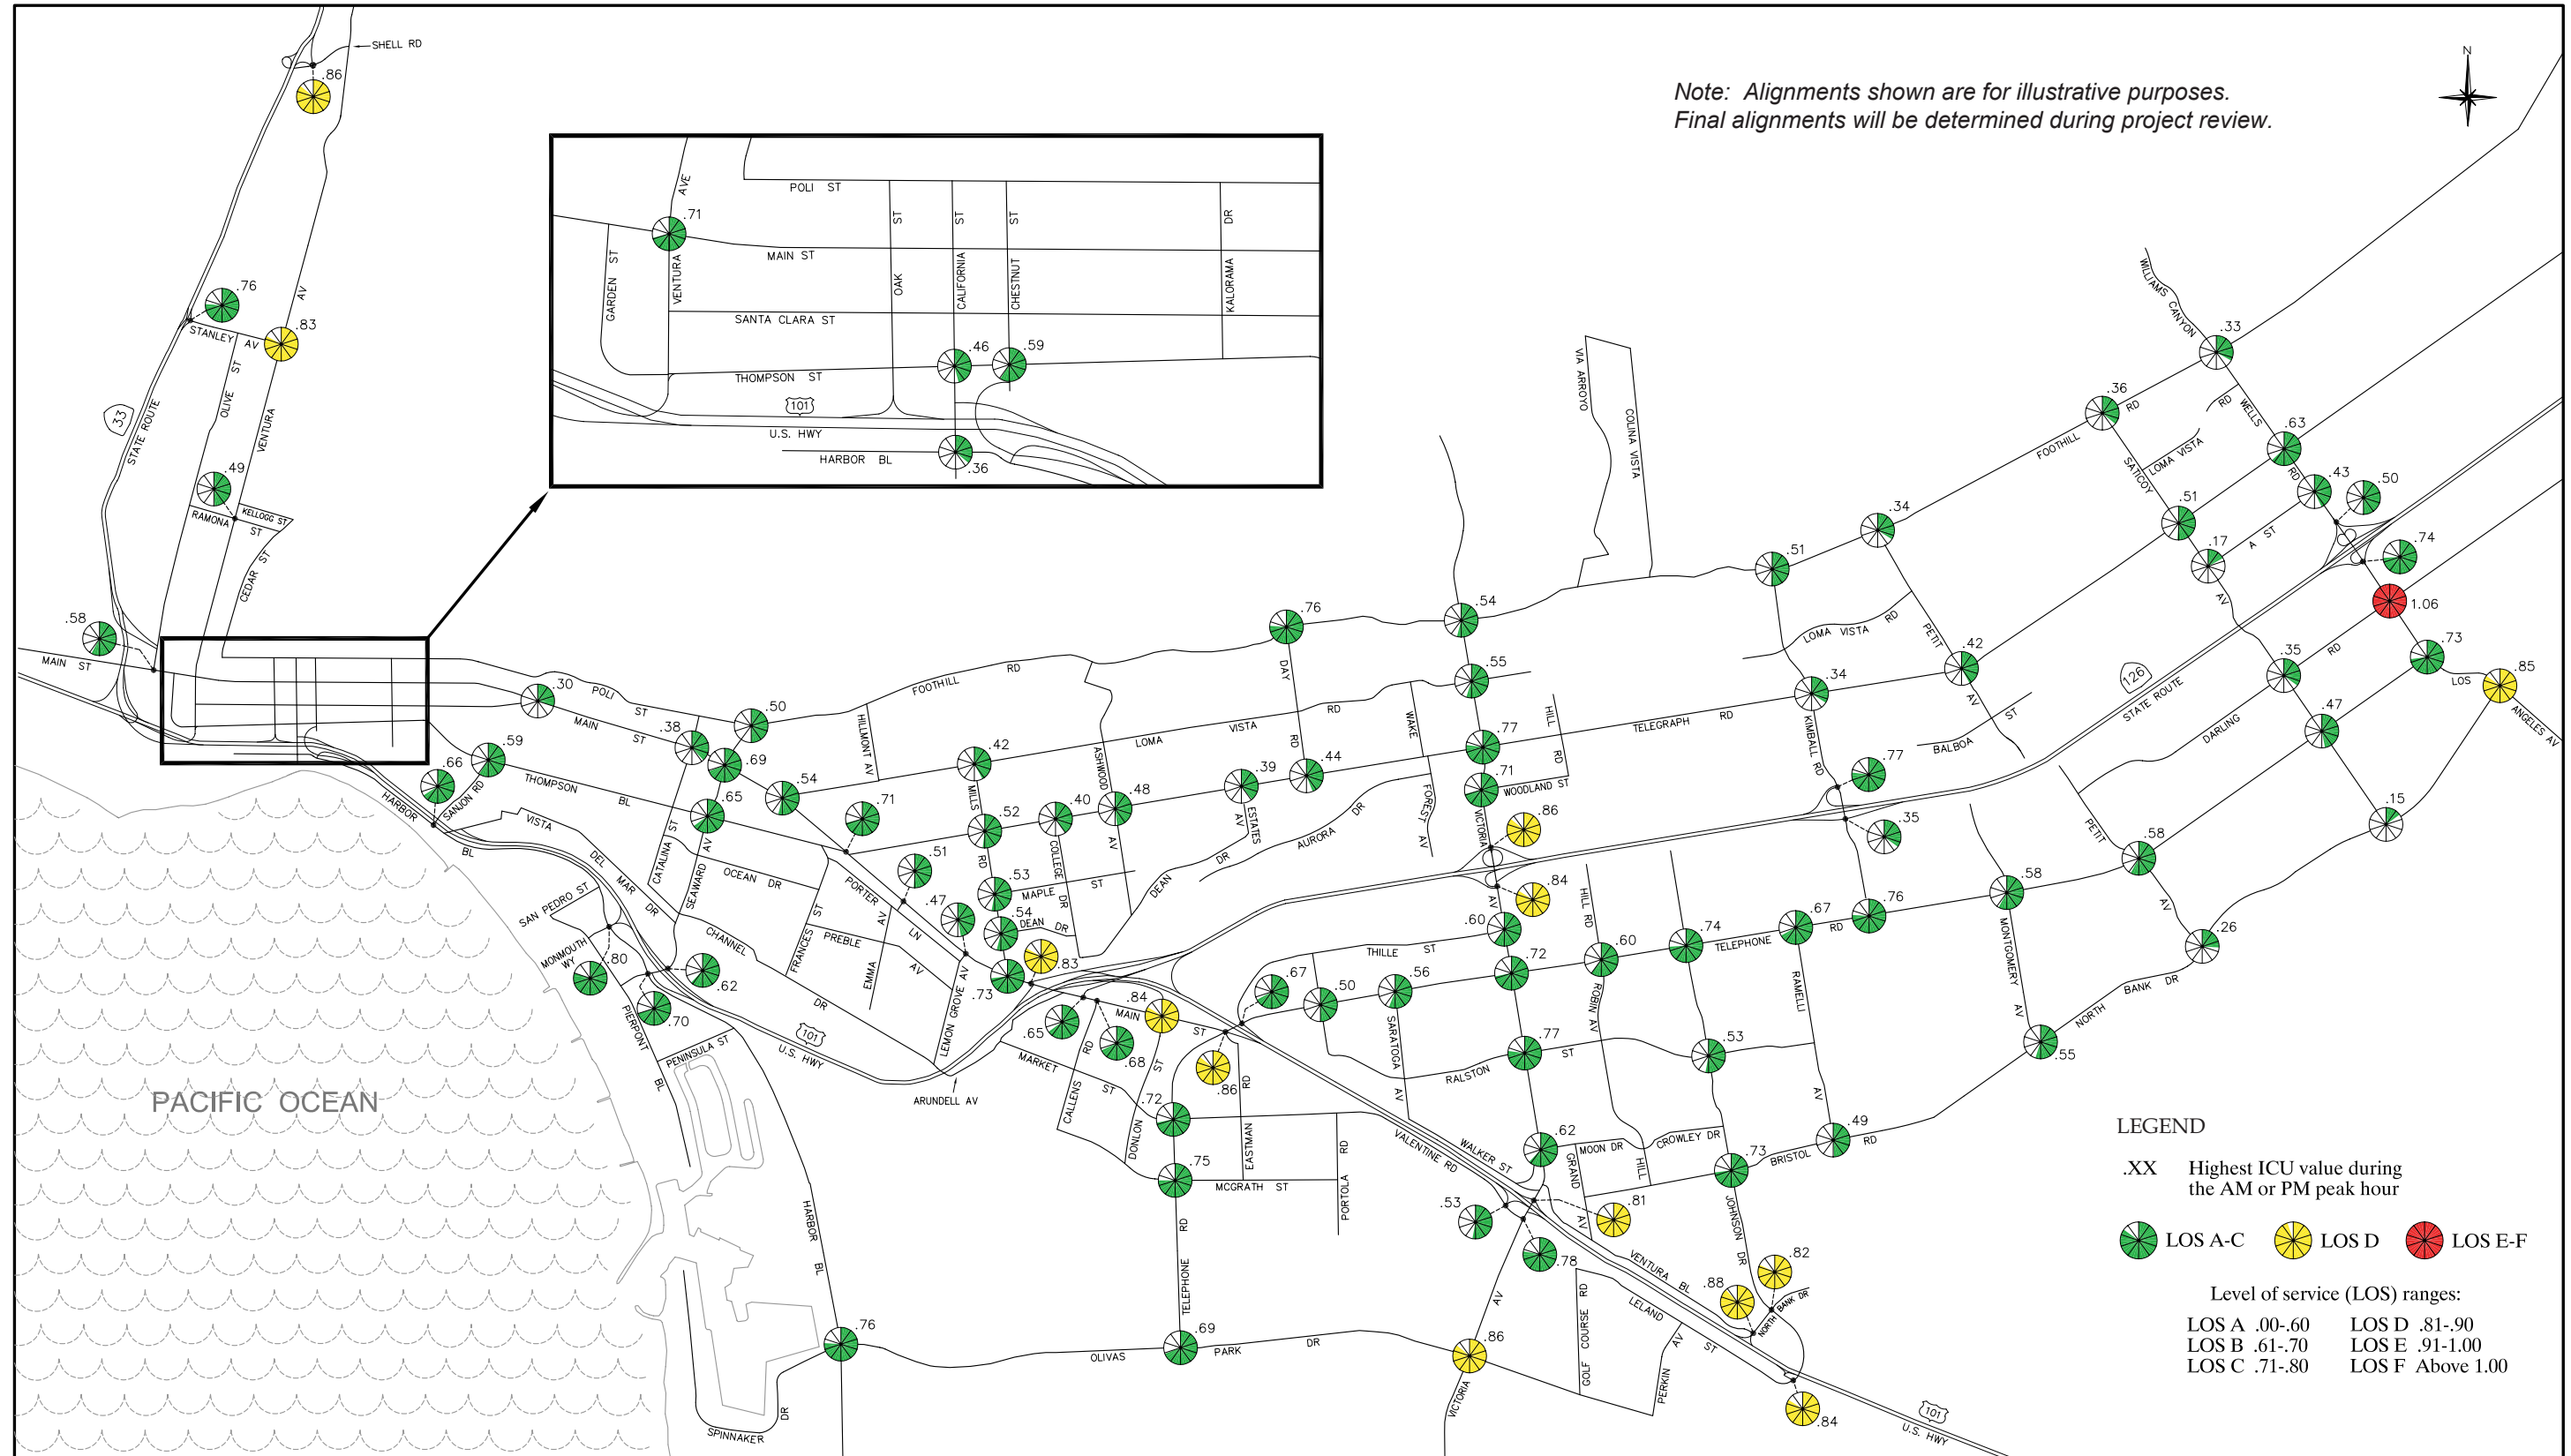 SHELL RD
.86
Note: Alignments shown are for illustrative purposes.
Final alignments will be determined during project review.
N
POLI ST
AVE
.71
GARDEN ST
VENTURA
MAIN ST
OAK ST
CALIFORNIA ST
CHESTNUT ST
KALORAMA DR
SANTA CLARA ST
.46
.59
THOMPSON ST
101
U.S. HWY
HARBOR BL
.36
.76
STANLEY AV
.83
AV
OLIVE ST
VENTURA
33
STATE ROUTE
.49
RAMONA ST
KELLOGG ST
CEDAR ST
.58
MAIN ST
WILLIAMS CANYON
.33
.36
RD
FOOTHILL
RD
WELLS
LOMA VISTA
SATICOY
.63
RD
.43
.50
.51
.17
A ST
.74
AV
1.06
.73
.85
LOS
ANGELES AV
.35
RD
DARLING
.47
.15
VIA ARROYO
COLINA VISTA
.34
.51
.54
.76
LOMA VISTA RD
PETIT
.42
AV
.34
KIMBALL RD
126
STATE ROUTE
BALBOA ST
.77
.35
DAY
RD
.55
WAKE
HILL
RD
TELEGRAPH RD
.77
.71
WOODLAND ST
VICTORIA
.86
FOREST AV
.84
AV
.30
POLI ST
MAIN ST
.38
.50
.69
HILLMONT AV
FOOTHILL RD
.42
ASHWOOD
LOMA VISTA RD
.39
.44
.59
.66
SANJON RD
THOMPSON BL
.65
.54
.71
MILLS
.52
.40
.48
ESTATES AV
AURORA DR
HARBOR BL
VISTA DEL MAR DR
CATALINA ST
SEAWARD AV
OCEAN DR
PORTER LN
.51
RD
COLLEGE DR
AV
.53
MAPLE ST
DEAN DR
.47
.54
DEAN DR
SAN PEDRO ST
MONMOUTH WY
.80
CHANNEL DR
.62
.70
FRANCES ST
PREBLE AV
EMMA AV
LEMON GROVE AV
.73
.83
PIERPONT BL
PENINSULA ST
101
U.S. HWY
ARUNDELL AV
PACIFIC OCEAN
.65
.68
.84
MAIN ST
MARKET ST
CALLENS RD
DONLON ST
.72
.86
.67
EASTMAN RD
.75
MCGRATH ST
PORTOLA RD
TELEPHONE RD
THILLE ST
.60
.50
.56
.72
SARATOGA AV
HILL RD
.60
ROBIN AV
.74
TELEPHONE RD
.67
.76
RAMELLI AV
.58
MONTGOMERY AV
PETIT AV
.58
.26
NORTH BANK DR
.55
.77
RALSTON ST
.53
.62
MOON DR
CROWLEY DR
GRAND AV
HILL
.73
BRISTOL RD
.49
VALENTINE RD
WALKER ST
.53
.78
.81
JOHNSON DR
VENTURA BL
.88
.82
NORTH BANK DR
LELAND ST
GOLF COURSE RD
PERKIN AV
AV
.86
VICTORIA
.84
101
U.S. HWY
HARBOR BL
.76
OLIVAS PARK DR
.69
SPINNAKER DR
LEGEND
.XX Highest ICU value during
the AM or PM peak hour
LOS A-C LOS D LOS E-F
Level of service (LOS) ranges:
LOS A .00-.60 LOS D .81-.90
LOS B .61-.70 LOS E .91-1.00
LOS C .71-.80 LOS F Above 1.00